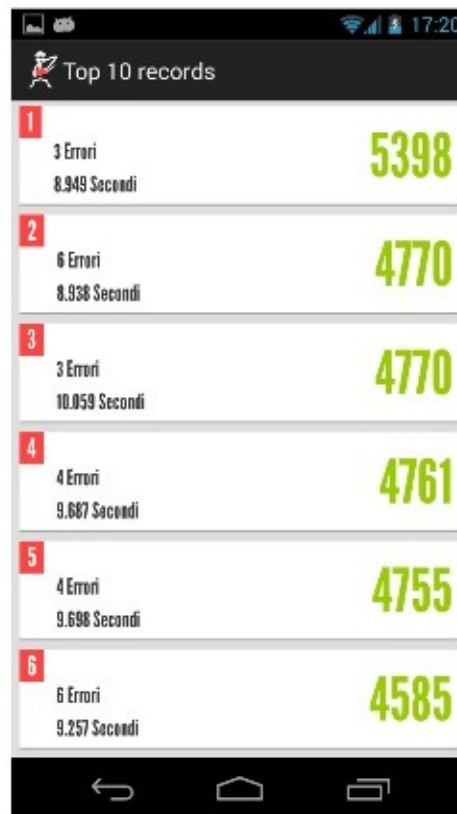 17:20
Top 10 records
1
3 Errori
8.949 Secondi
5398
2
6 Errori
8.938 Secondi
4770
3
3 Errori
10.059 Secondi
4770
4
4 Errori
9.687 Secondi
4761
5
4 Errori
9.698 Secondi
4755
6
6 Errori
9.257 Secondi
4585